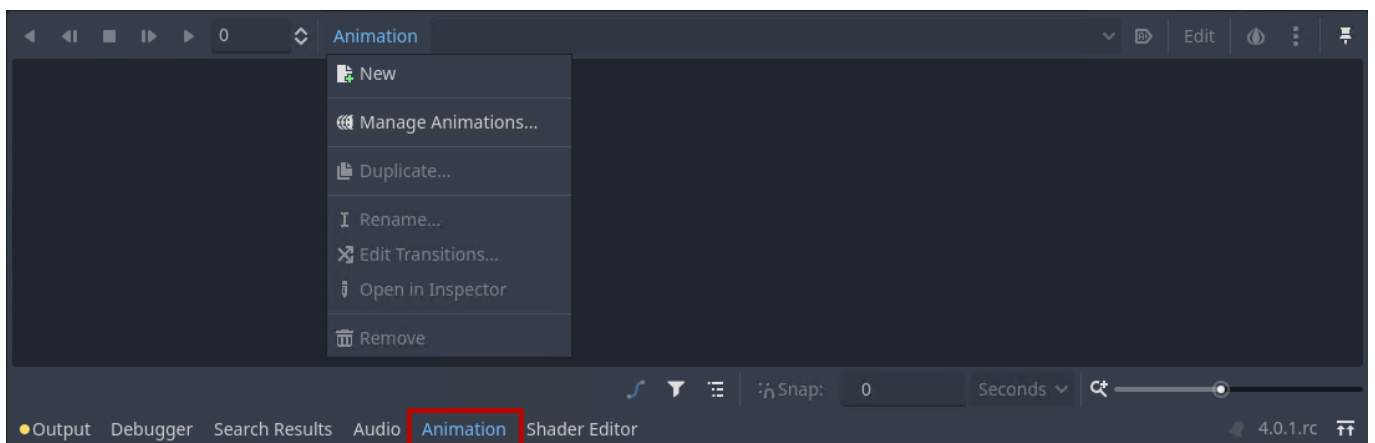 0 Animation Edit
New
Manage Animations...
Duplicate...
Rename...
Edit Transitions...
Open in Inspector
Remove
Snap: 0 Seconds
Output Debugger Search Results Audio Animation Shader Editor 4.0.1.rc